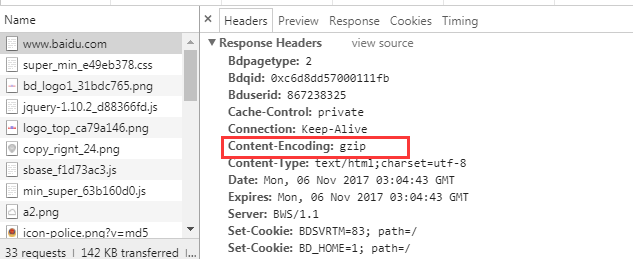 Headers Preview Response Cookies Timing
www.baidu.com
super_min_e49eb378.css
bd_logo1_31bdc765.png
jquery-1.10.2_d88366fd.js
logo_top_ca79a146.png
copy_rignt_24.png
sbase_f1d73ac3.js
min_super_63b160d0.js
a2.png
icon-police.png?v=md5
33 requests | 142 KB transferred
Response Headers view source
Bdpagetype: 2
Bdqid: 0xc6d8dd57000111fb
Bduserid: 867238325
Cache-Control: private
Connection: Keep-Alive
Content-Encoding: gzip
Content-Type: text/html;charset=utf-8
Date: Mon, 06 Nov 2017 03:04:43 GMT
Expires: Mon, 06 Nov 2017 03:04:43 GMT
Server: BWS/1.1
Set-Cookie: BDSVRTM=83; path=/
Set-Cookie: BD_HOME=1; path=/